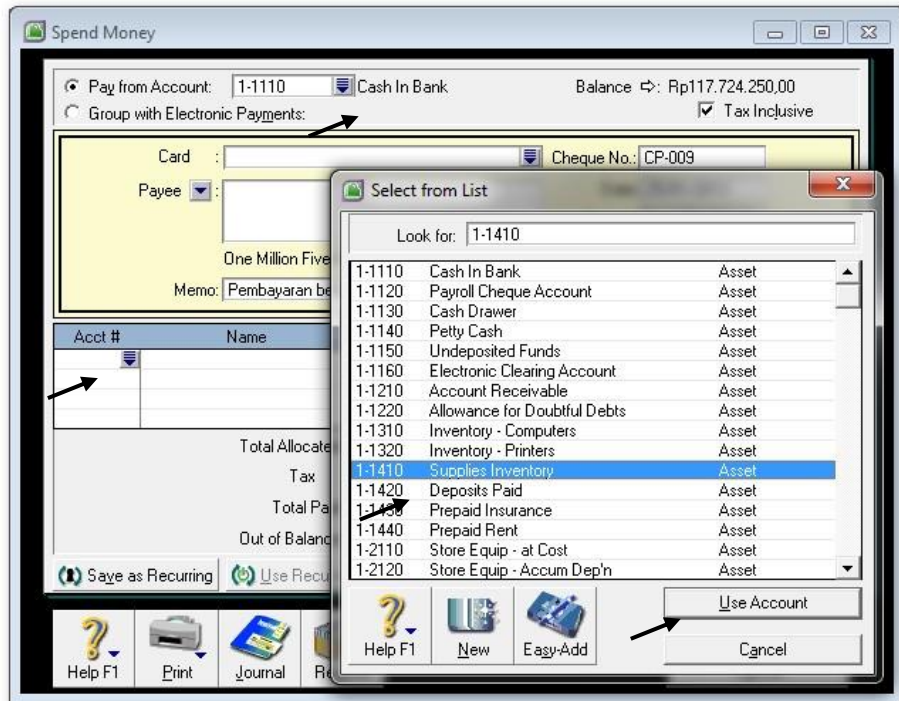 Spend Money
Pay from Account: 1-1110 Cash In Bank Balance ⇨: Rp117.724.250,00
Group with Electronic Payments: Tax Inclusive
Card : Cheque No.: CP-009
Payee :
One Million Five
Memo: Pembayaran be
Acct # Name
Total Allocate
Tax
Total Pa
Out of Balanc
Save as Recurring Use Recu
Help F1 Print Journal Re
Select from List
Look for: 1-1410
1-1110 Cash In Bank Asset
1-1120 Payroll Cheque Account Asset
1-1130 Cash Drawer Asset
1-1140 Petty Cash Asset
1-1150 Undeposited Funds Asset
1-1160 Electronic Clearing Account Asset
1-1210 Account Receivable Asset
1-1220 Allowance for Doubtful Debts Asset
1-1310 Inventory - Computers Asset
1-1320 Inventory - Printers Asset
1-1410 Supplies Inventory Asset
1-1420 Deposits Paid Asset
1-1430 Prepaid Insurance Asset
1-1440 Prepaid Rent Asset
1-2110 Store Equip - at Cost Asset
1-2120 Store Equip - Accum Dep'n Asset
Help F1 New Easy-Add
Use Account
Cancel